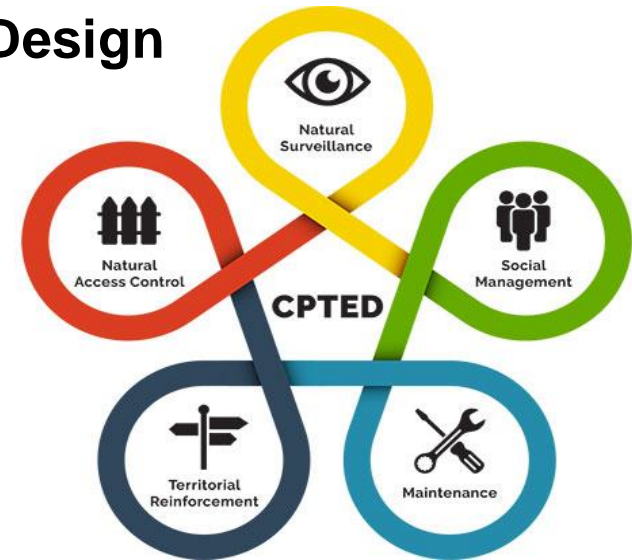 Design
Natural
Surveillance
Natural
Access Control
Social
Management
CPTED
Territorial
Reinforcement
Maintenance